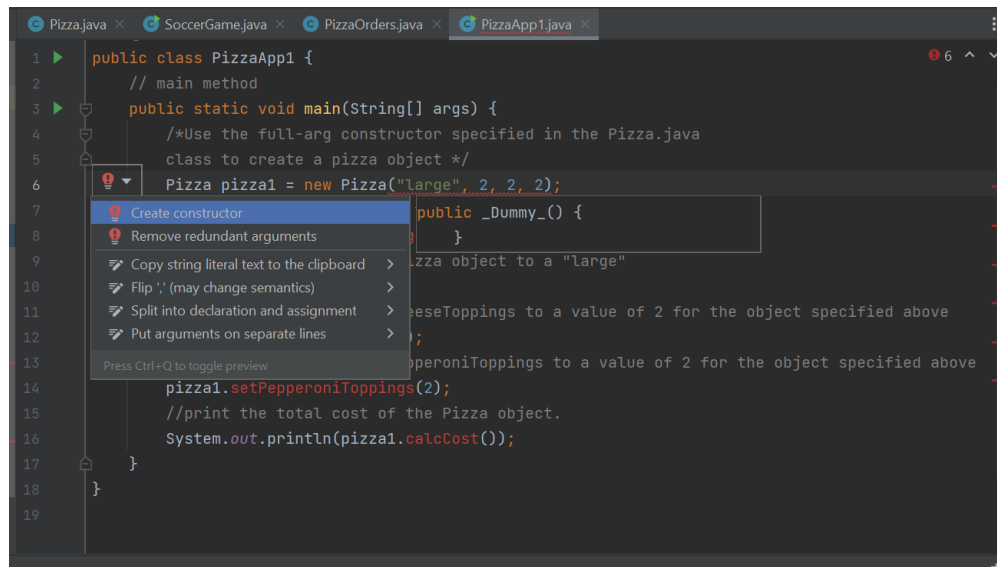 Pizza.java SoccerGame.java PizzaOrders.java PizzaApp1.java
1 public class PizzaApp1 { 6
2 // main method
3 public static void main(String[] args) {
4 /*Use the full-arg constructor specified in the Pizza.java
5 class to create a pizza object */
6 Pizza pizza1 = new Pizza("large", 2, 2, 2);
7 Create constructor public _Dummy_() {
8 Remove redundant arguments }
9 Copy string literal text to the clipboard object to a "large"
10 Flip ',' (may change semantics)
11 Split into declaration and assignment eseToppings to a value of 2 for the object specified above
12 Put arguments on separate lines );
13 Press Ctrl+Q to toggle preview pperoniToppings to a value of 2 for the object specified above
14 pizza1.setPepperoniToppings(2);
15 //print the total cost of the Pizza object.
16 System.out.println(pizza1.calcCost());
17 }
18 }
19